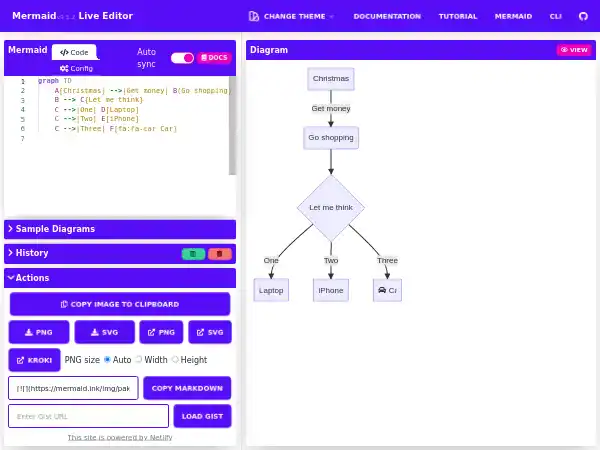 Mermaid v9.1.2 Live Editor
CHANGE THEME
DOCUMENTATION
TUTORIAL
MERMAID
CLI
Mermaid
Code
Config
Auto sync
DOCS
1 graph TD
2 A[Christmas] -->|Get money| B(Go shopping)
3 B --> C{Let me think}
4 C -->|One| D[Laptop]
5 C -->|Two| E[iPhone]
6 C -->|Three| F[fa:fa-car Car]
7
Sample Diagrams
History
Actions
COPY IMAGE TO CLIPBOARD
PNG
SVG
PNG
SVG
KROKI
PNG size Auto Width Height
[![](https://mermaid.ink/img/pak
COPY MARKDOWN
Enter Gist URL
LOAD GIST
This site is powered by Netlify
Diagram
VIEW
Christmas
Get money
Go shopping
Let me think
One
Two
Three
Laptop
iPhone